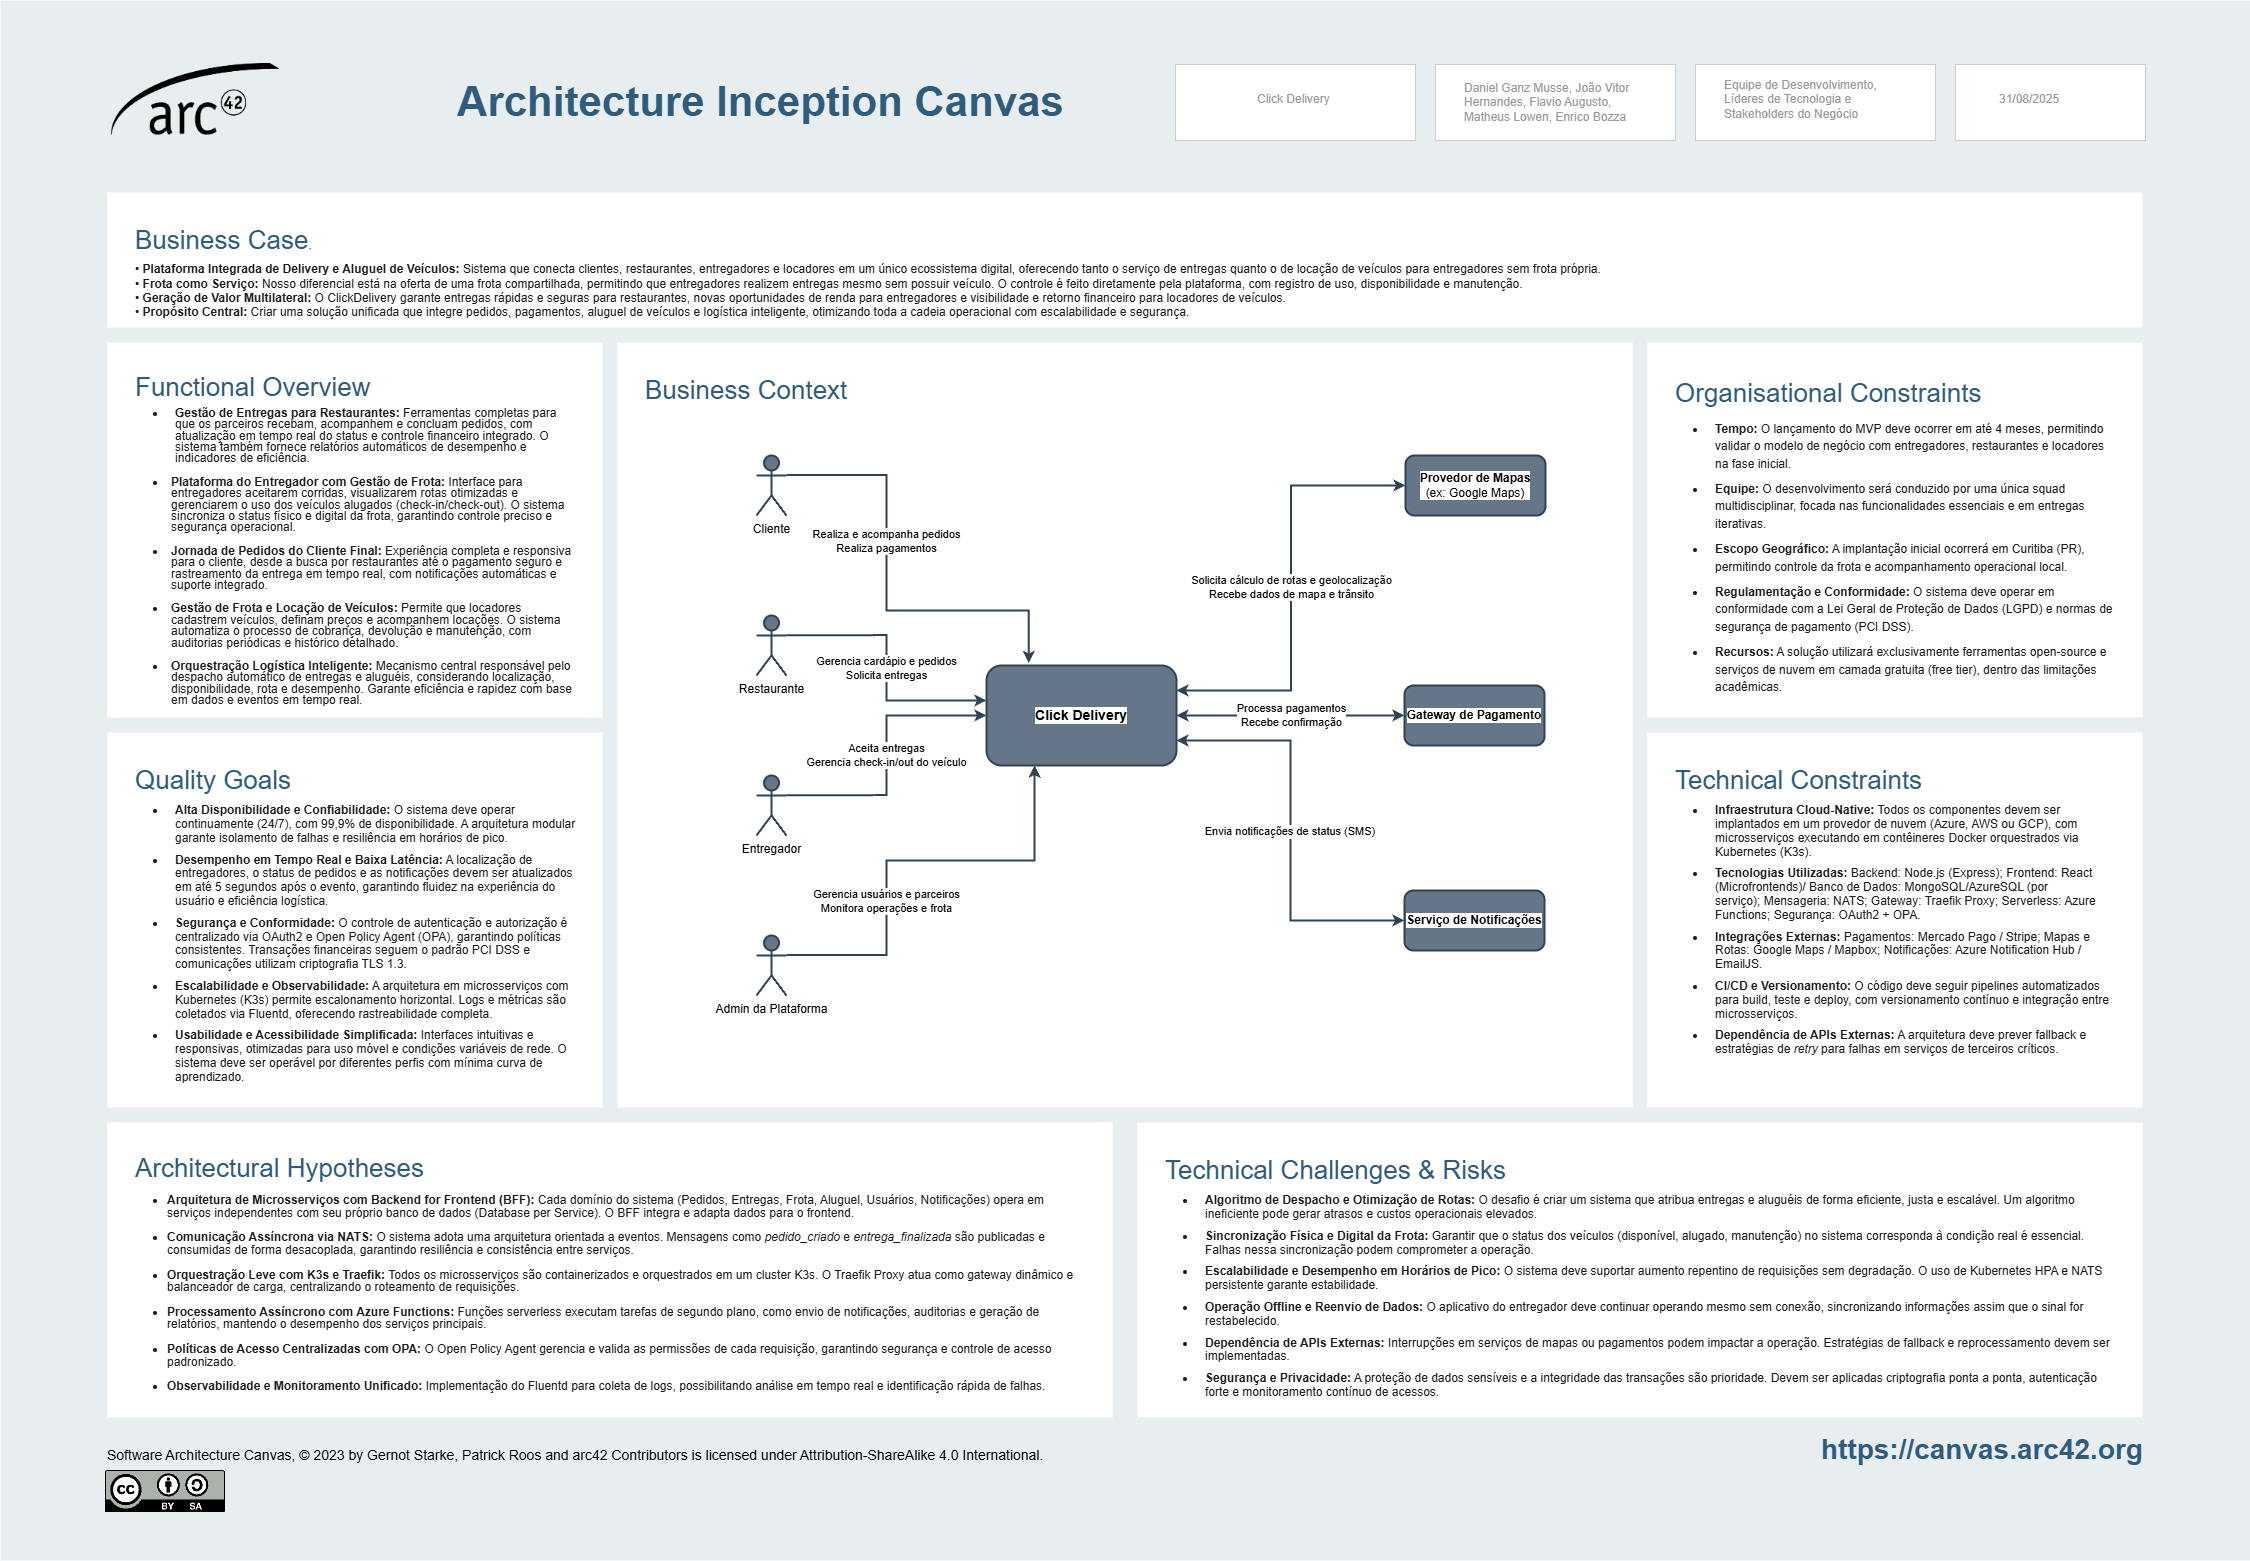 arc 42
Architecture Inception Canvas
Click Delivery
Daniel Ganz Musse, João Vitor
Hernandes, Flavio Augusto,
Matheus Lowen, Enrico Bozza
Equipe de Desenvolvimento,
Líderes de Tecnologia e
Stakeholders do Negócio
31/08/2025
Business Case.
• Plataforma Integrada de Delivery e Aluguel de Veículos: Sistema que conecta clientes, restaurantes, entregadores e locadores em um único ecossistema digital, oferecendo tanto o serviço de entregas quanto o de locação de veículos para entregadores sem frota própria.
• Frota como Serviço: Nosso diferencial está na oferta de uma frota compartilhada, permitindo que entregadores realizem entregas mesmo sem possuir veículo. O controle é feito diretamente pela plataforma, com registro de uso, disponibilidade e manutenção.
• Geração de Valor Multilateral: O ClickDelivery garante entregas rápidas e seguras para restaurantes, novas oportunidades de renda para entregadores e visibilidade e retorno financeiro para locadores de veículos.
• Propósito Central: Criar uma solução unificada que integre pedidos, pagamentos, aluguel de veículos e logística inteligente, otimizando toda a cadeia operacional com escalabilidade e segurança.
Functional Overview
• Gestão de Entregas para Restaurantes: Ferramentas completas para
que os parceiros recebam, acompanhem e concluam pedidos, com
atualização em tempo real do status e controle financeiro integrado. O
sistema também fornece relatórios automáticos de desempenho e
indicadores de eficiência.
• Plataforma do Entregador com Gestão de Frota: Interface para
entregadores aceitarem corridas, visualizarem rotas otimizadas e
gerenciarem o uso dos veículos alugados (check-in/check-out). O sistema
sincroniza o status físico e digital da frota, garantindo controle preciso e
segurança operacional.
• Jornada de Pedidos do Cliente Final: Experiência completa e responsiva
para o cliente, desde a busca por restaurantes até o pagamento seguro e
rastreamento da entrega em tempo real, com notificações automáticas e
suporte integrado.
• Gestão de Frota e Locação de Veículos: Permite que locadores
cadastrem veículos, definam preços e acompanhem locações. O sistema
automatiza o processo de cobrança, devolução e manutenção, com
auditorias periódicas e histórico detalhado.
• Orquestração Logística Inteligente: Mecanismo central responsável pelo
despacho automático de entregas e aluguéis, considerando localização,
disponibilidade, rota e desempenho. Garante eficiência e rapidez com base
em dados e eventos em tempo real.
Quality Goals
• Alta Disponibilidade e Confiabilidade: O sistema deve operar
continuamente (24/7), com 99,9% de disponibilidade. A arquitetura modular
garante isolamento de falhas e resiliência em horários de pico.
• Desempenho em Tempo Real e Baixa Latência: A localização de
entregadores, o status de pedidos e as notificações devem ser atualizados
em até 5 segundos após o evento, garantindo fluidez na experiência do
usuário e eficiência logística.
• Segurança e Conformidade: O controle de autenticação e autorização é
centralizado via OAuth2 e Open Policy Agent (OPA), garantindo políticas
consistentes. Transações financeiras seguem o padrão PCI DSS e
comunicações utilizam criptografia TLS 1.3.
• Escalabilidade e Observabilidade: A arquitetura em microsserviços com
Kubernetes (K3s) permite escalonamento horizontal. Logs e métricas são
coletados via Fluentd, oferecendo rastreabilidade completa.
• Usabilidade e Acessibilidade Simplificada: Interfaces intuitivas e
responsivas, otimizadas para uso móvel e condições variáveis de rede. O
sistema deve ser operável por diferentes perfis com mínima curva de
aprendizado.
Business Context
Cliente
Realiza e acompanha pedidos
Realiza pagamentos
Restaurante
Gerencia cardápio e pedidos
Solicita entregas
Entregador
Aceita entregas
Gerencia check-in/out do veículo
Admin da Plataforma
Gerencia usuários e parceiros
Monitora operações e frota
Click Delivery
Solicita cálculo de rotas e geolocalização
Recebe dados de mapa e trânsito
Provedor de Mapas
(ex: Google Maps)
Processa pagamentos
Recebe confirmação
Gateway de Pagamento
Envia notificações de status (SMS)
Serviço de Notificações
Organisational Constraints
• Tempo: O lançamento do MVP deve ocorrer em até 4 meses, permitindo
validar o modelo de negócio com entregadores, restaurantes e locadores
na fase inicial.
• Equipe: O desenvolvimento será conduzido por uma única squad
multidisciplinar, focada nas funcionalidades essenciais e em entregas
iterativas.
• Escopo Geográfico: A implantação inicial ocorrerá em Curitiba (PR),
permitindo controle da frota e acompanhamento operacional local.
• Regulamentação e Conformidade: O sistema deve operar em
conformidade com a Lei Geral de Proteção de Dados (LGPD) e normas de
segurança de pagamento (PCI DSS).
• Recursos: A solução utilizará exclusivamente ferramentas open-source e
serviços de nuvem em camada gratuita (free tier), dentro das limitações
acadêmicas.
Technical Constraints
• Infraestrutura Cloud-Native: Todos os componentes devem ser
implantados em um provedor de nuvem (Azure, AWS ou GCP), com
microsserviços executando em contêineres Docker orquestrados via
Kubernetes (K3s).
• Tecnologias Utilizadas: Backend: Node.js (Express); Frontend: React
(Microfrontends)/ Banco de Dados: MongoSQL/AzureSQL (por
serviço); Mensageria: NATS; Gateway: Traefik Proxy; Serverless: Azure
Functions; Segurança: OAuth2 + OPA.
• Integrações Externas: Pagamentos: Mercado Pago / Stripe; Mapas e
Rotas: Google Maps / Mapbox; Notificações: Azure Notification Hub /
EmailJS.
• CI/CD e Versionamento: O código deve seguir pipelines automatizados
para build, teste e deploy, com versionamento contínuo e integração entre
microsserviços.
• Dependência de APIs Externas: A arquitetura deve prever fallback e
estratégias de retry para falhas em serviços de terceiros críticos.
Architectural Hypotheses
• Arquitetura de Microsserviços com Backend for Frontend (BFF): Cada domínio do sistema (Pedidos, Entregas, Frota, Aluguel, Usuários, Notificações) opera em
serviços independentes com seu próprio banco de dados (Database per Service). O BFF integra e adapta dados para o frontend.
• Comunicação Assíncrona via NATS: O sistema adota uma arquitetura orientada a eventos. Mensagens como pedido_criado e entrega_finalizada são publicadas e
consumidas de forma desacoplada, garantindo resiliência e consistência entre serviços.
• Orquestração Leve com K3s e Traefik: Todos os microsserviços são containerizados e orquestrados em um cluster K3s. O Traefik Proxy atua como gateway dinâmico e
balanceador de carga, centralizando o roteamento de requisições.
• Processamento Assíncrono com Azure Functions: Funções serverless executam tarefas de segundo plano, como envio de notificações, auditorias e geração de
relatórios, mantendo o desempenho dos serviços principais.
• Políticas de Acesso Centralizadas com OPA: O Open Policy Agent gerencia e valida as permissões de cada requisição, garantindo segurança e controle de acesso
padronizado.
• Observabilidade e Monitoramento Unificado: Implementação do Fluentd para coleta de logs, possibilitando análise em tempo real e identificação rápida de falhas.
Technical Challenges & Risks
• Algoritmo de Despacho e Otimização de Rotas: O desafio é criar um sistema que atribua entregas e aluguéis de forma eficiente, justa e escalável. Um algoritmo
ineficiente pode gerar atrasos e custos operacionais elevados.
• Sincronização Física e Digital da Frota: Garantir que o status dos veículos (disponível, alugado, manutenção) no sistema corresponda à condição real é essencial.
Falhas nessa sincronização podem comprometer a operação.
• Escalabilidade e Desempenho em Horários de Pico: O sistema deve suportar aumento repentino de requisições sem degradação. O uso de Kubernetes HPA e NATS
persistente garante estabilidade.
• Operação Offline e Reenvio de Dados: O aplicativo do entregador deve continuar operando mesmo sem conexão, sincronizando informações assim que o sinal for
restabelecido.
• Dependência de APIs Externas: Interrupções em serviços de mapas ou pagamentos podem impactar a operação. Estratégias de fallback e reprocessamento devem ser
implementadas.
• Segurança e Privacidade: A proteção de dados sensíveis e a integridade das transações são prioridade. Devem ser aplicadas criptografia ponta a ponta, autenticação
forte e monitoramento contínuo de acessos.
Software Architecture Canvas, © 2023 by Gernot Starke, Patrick Roos and arc42 Contributors is licensed under Attribution-ShareAlike 4.0 International.
https://canvas.arc42.org
cc
BY SA